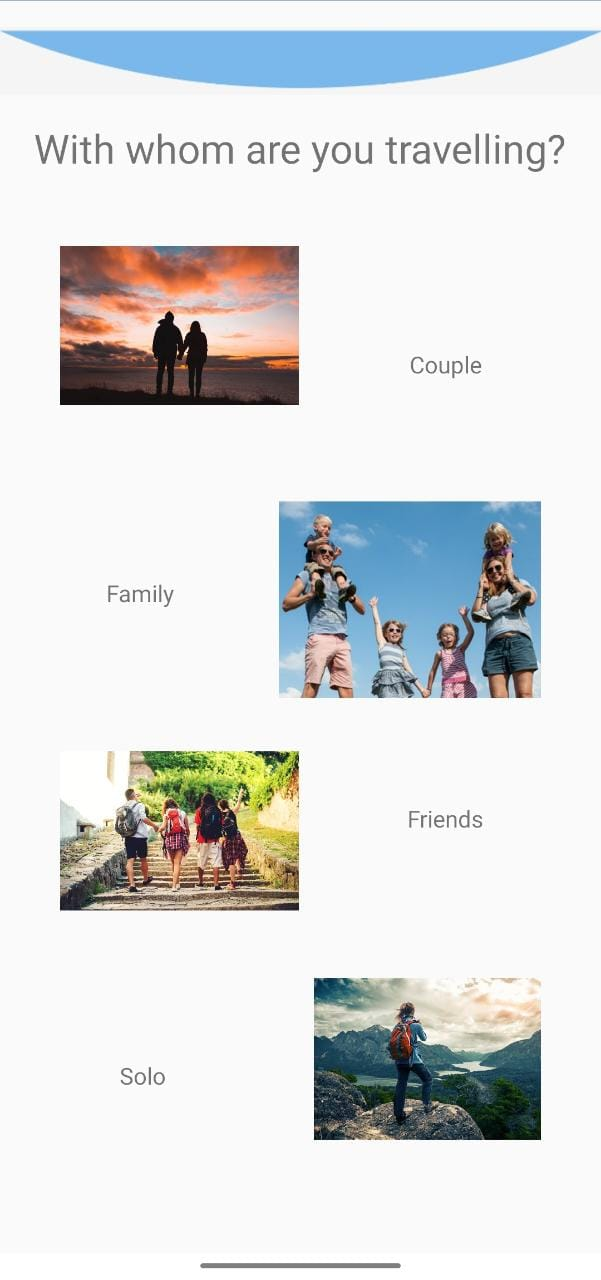 With whom are you travelling?
Couple
Family
Friends
Solo